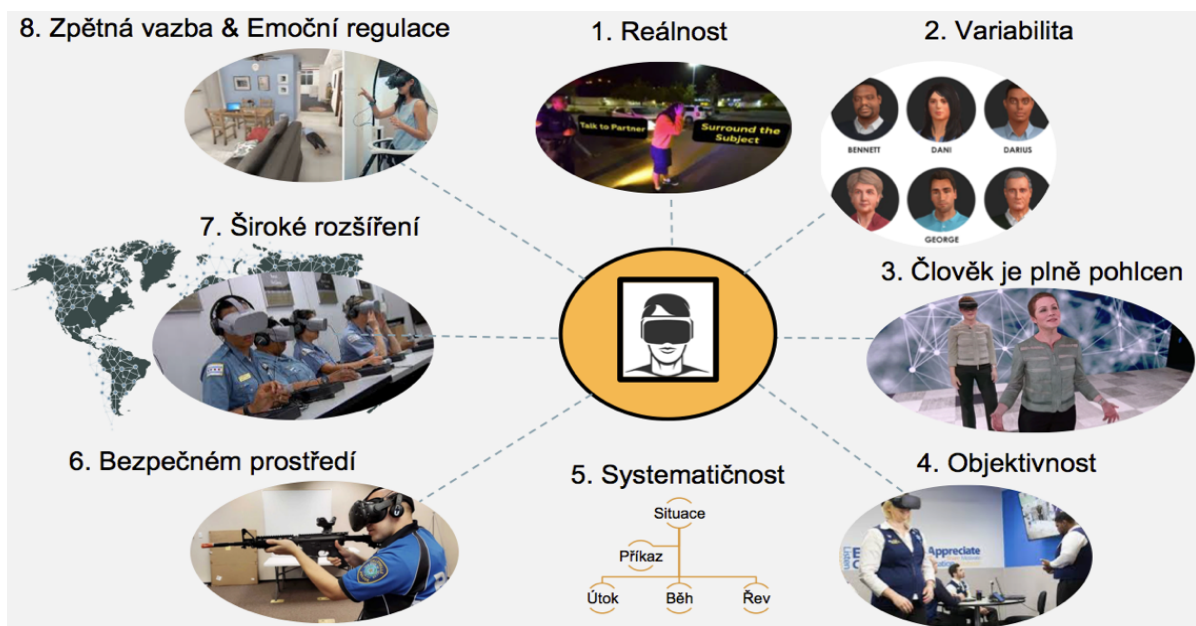 8. Zpětná vazba & Emoční regulace
1. Reálnost
2. Variabilita
Talk to Partner
Surround the
Subject
BENNETT
DANI
DARIUS
GEORGE
7. Široké rozšíření
3. Člověk je plně pohlcen
6. Bezpečném prostředí
5. Systematičnost
Situace
Příkaz
Útok
Běh
Řev
4. Objektivnost
Appreciate